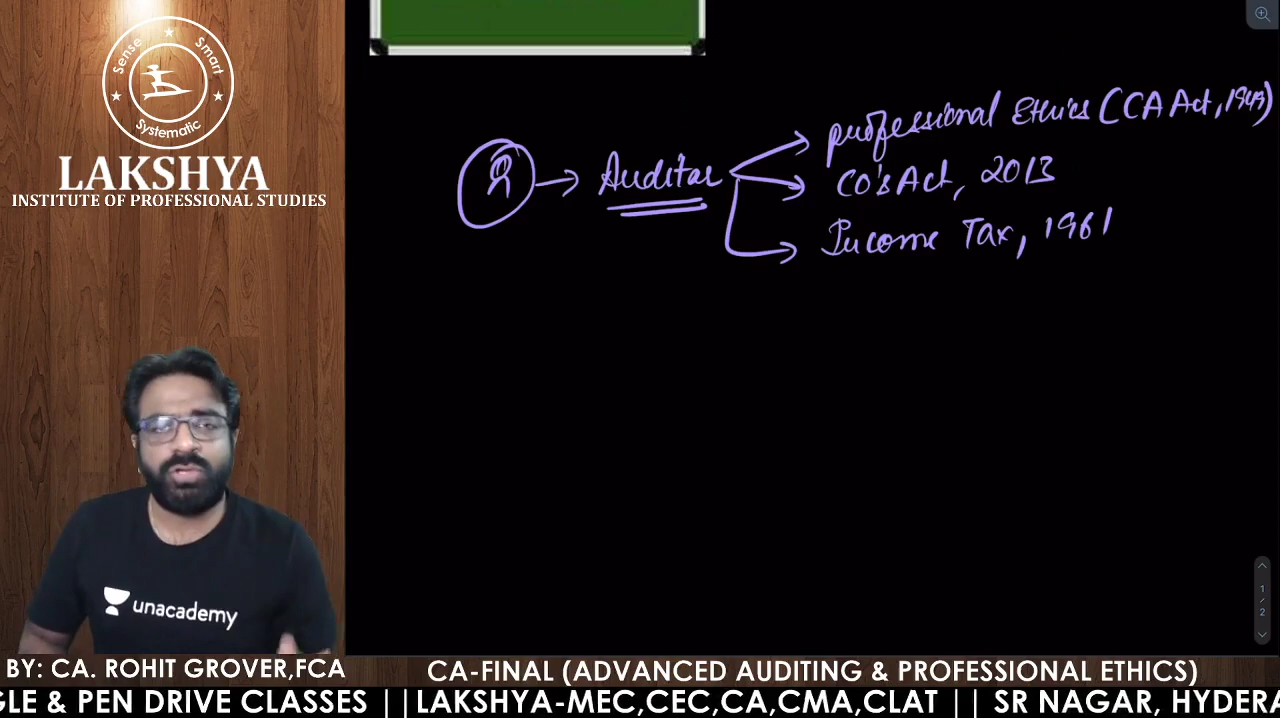 Sense
Smart
Systematic
LAKSHYA
INSTITUTE OF PROFESSIONAL STUDIES
Auditor
professional Ethics (CA Act, 1949)
Co's Act, 2013
Income Tax, 1961
1
/
2
unacademy
BY: CA. ROHIT GROVER,FCA
CA-FINAL (ADVANCED AUDITING & PROFESSIONAL ETHICS)
GLE & PEN DRIVE CLASSES || LAKSHYA-MEC,CEC,CA,CMA,CLAT || SR NAGAR, HYDERA